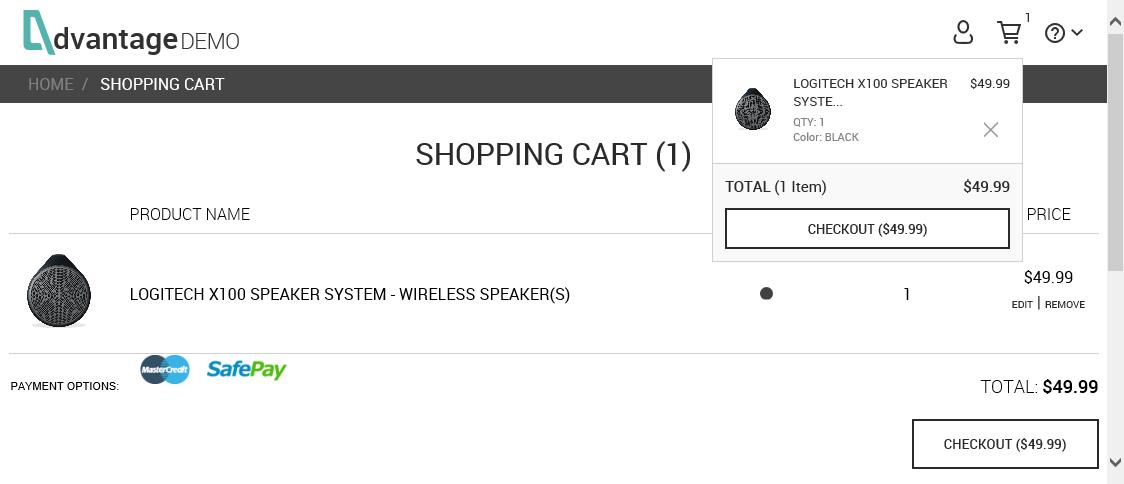 dvantage DEMO
1
HOME / SHOPPING CART
LOGITECH X100 SPEAKER $49.99
SYSTE...
QTY: 1
Color: BLACK
TOTAL (1 Item) $49.99
CHECKOUT ($49.99)
SHOPPING CART (1)
PRODUCT NAME PRICE
LOGITECH X100 SPEAKER SYSTEM - WIRELESS SPEAKER(S) 1 $49.99
EDIT | REMOVE
PAYMENT OPTIONS: MasterCredit SafePay
TOTAL: $49.99
CHECKOUT ($49.99)